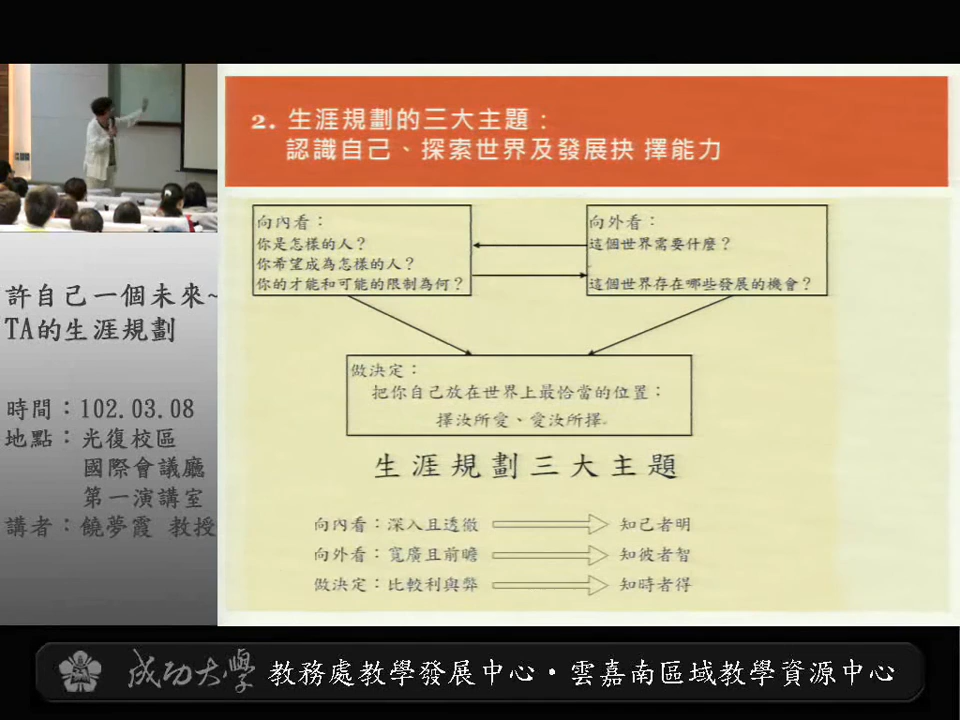 2. 生涯規劃的三大主題：
認識自己、探索世界及發展抉 擇能力
向內看：
你是怎樣的人？
你希望成為怎樣的人？
你的才能和可能的限制為何？
向外看：
這個世界需要什麼？
這個世界存在哪些發展的機會？
做決定：
把你自己放在世界上最恰當的位置：
擇汝所愛、愛汝所擇.
生涯規劃三大主題
向內看：深入且透徹 知己者明
向外看：寬廣且前瞻 知彼者智
做決定：比較利與弊 知時者得
許自己一個未來~
TA的生涯規劃
時間：102.03.08
地點：光復校區
國際會議廳
第一演講室
講者：饒夢霞 教授
成功大學 教務處教學發展中心・雲嘉南區域教學資源中心